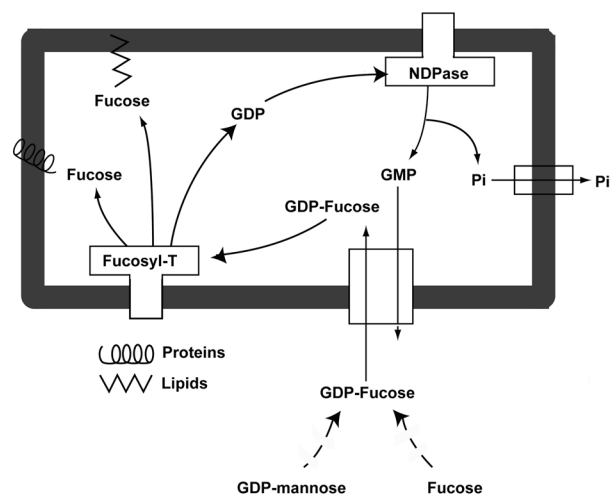 NDPase
Fucose
GDP
Fucose
GMP
Pi
Pi
GDP-Fucose
Fucosyl-T
Proteins
Lipids
GDP-Fucose
GDP-mannose
Fucose